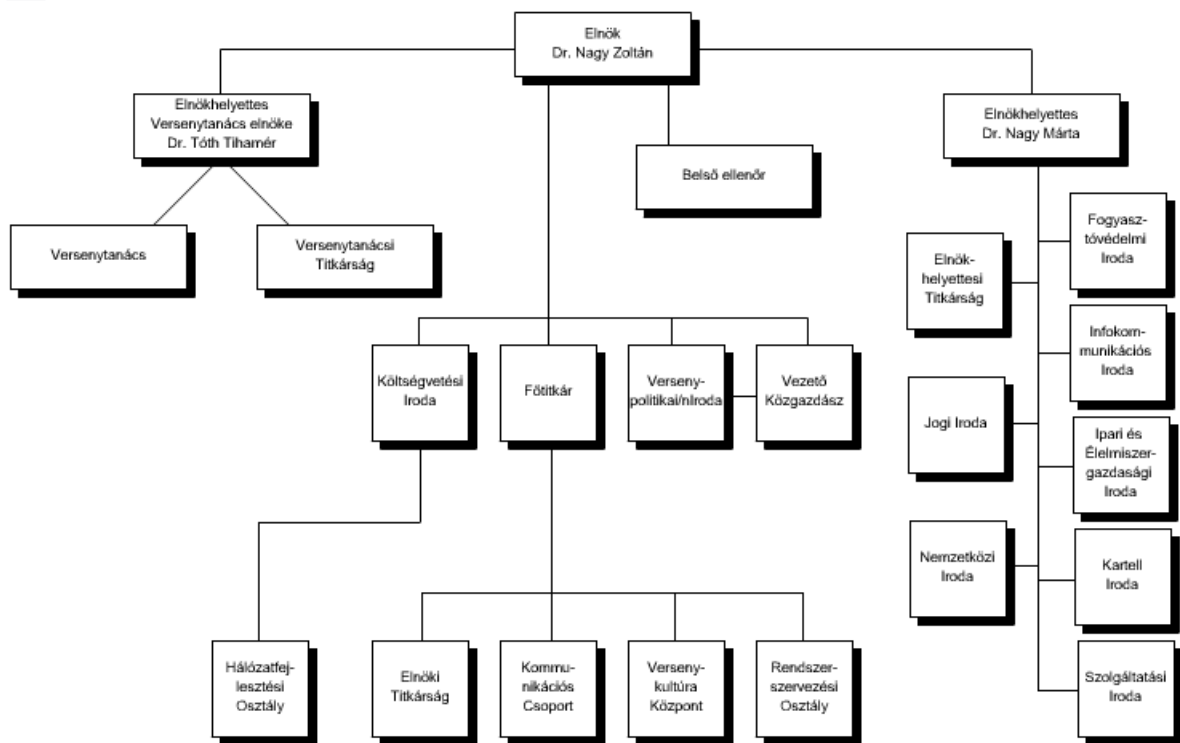 Elnök
Dr. Nagy Zoltán
Elnökhelyettes
Versenytanács elnöke
Dr. Tóth Tihamér
Elnökhelyettes
Dr. Nagy Márta
Belső ellenőr
Versenytanács
Versenytanácsi
Titkárság
Elnök-
helyettesi
Titkárság
Fogyasz-
tóvédelmi
Iroda
Költségvetési
Iroda
Főtitkár
Verseny-
politikai/nIroda
Vezető
Közgazdász
Infokom-
munikációs
Iroda
Jogi Iroda
Ipari és
Élelmiszer-
gazdasági
Iroda
Nemzetközi
Iroda
Kartell
Iroda
Hálózatfej-
lesztési
Osztály
Elnöki
Titkárság
Kommu-
nikációs
Csoport
Verseny-
kultúra
Központ
Rendszer-
szervezési
Osztály
Szolgáltatási
Iroda